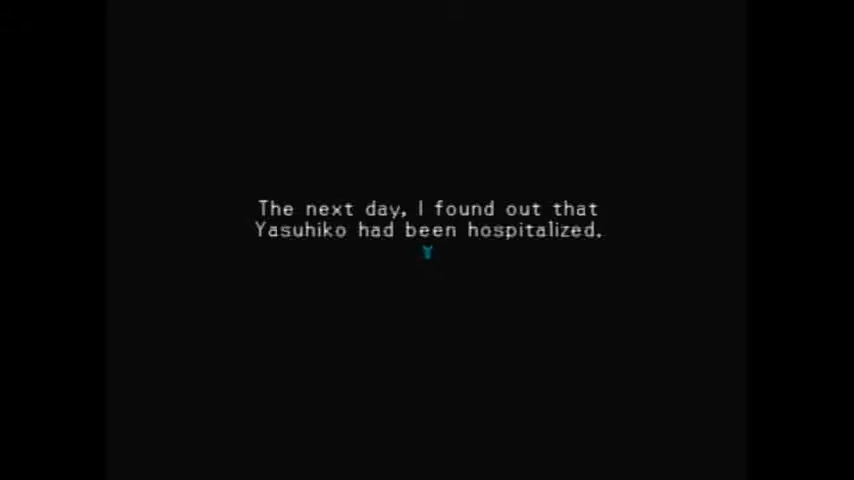 The next day, I found out that
Yasuhiko had been hospitalized.